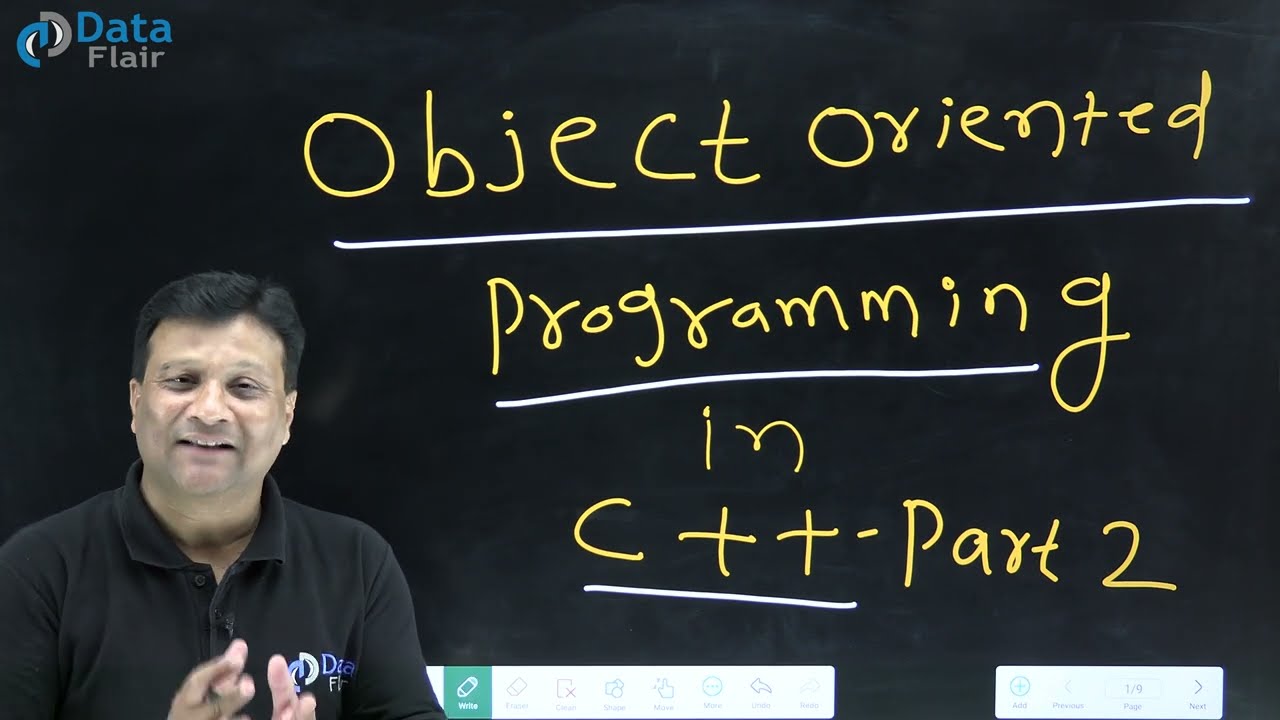 Data
Flair
Object Oriented
Programming
in
C++-Part 2
Data
Flair
Write
Eraser
Clean
Shape
Move
More
Undo
Redo
Add
Previous
1/9
Page
Next